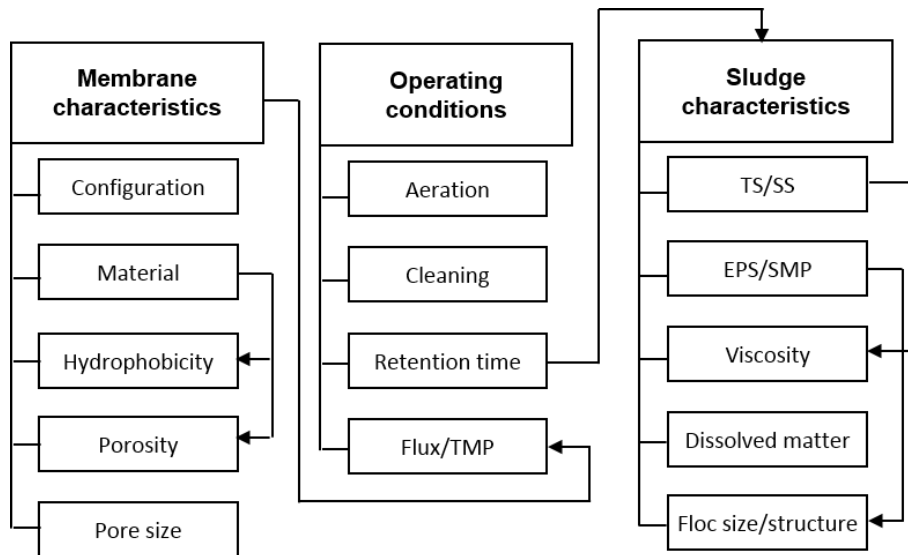 Membrane
characteristics
Configuration
Material
Hydrophobicity
Porosity
Pore size
Operating
conditions
Aeration
Cleaning
Retention time
Flux/TMP
Sludge
characteristics
TS/SS
EPS/SMP
Viscosity
Dissolved matter
Floc size/structure